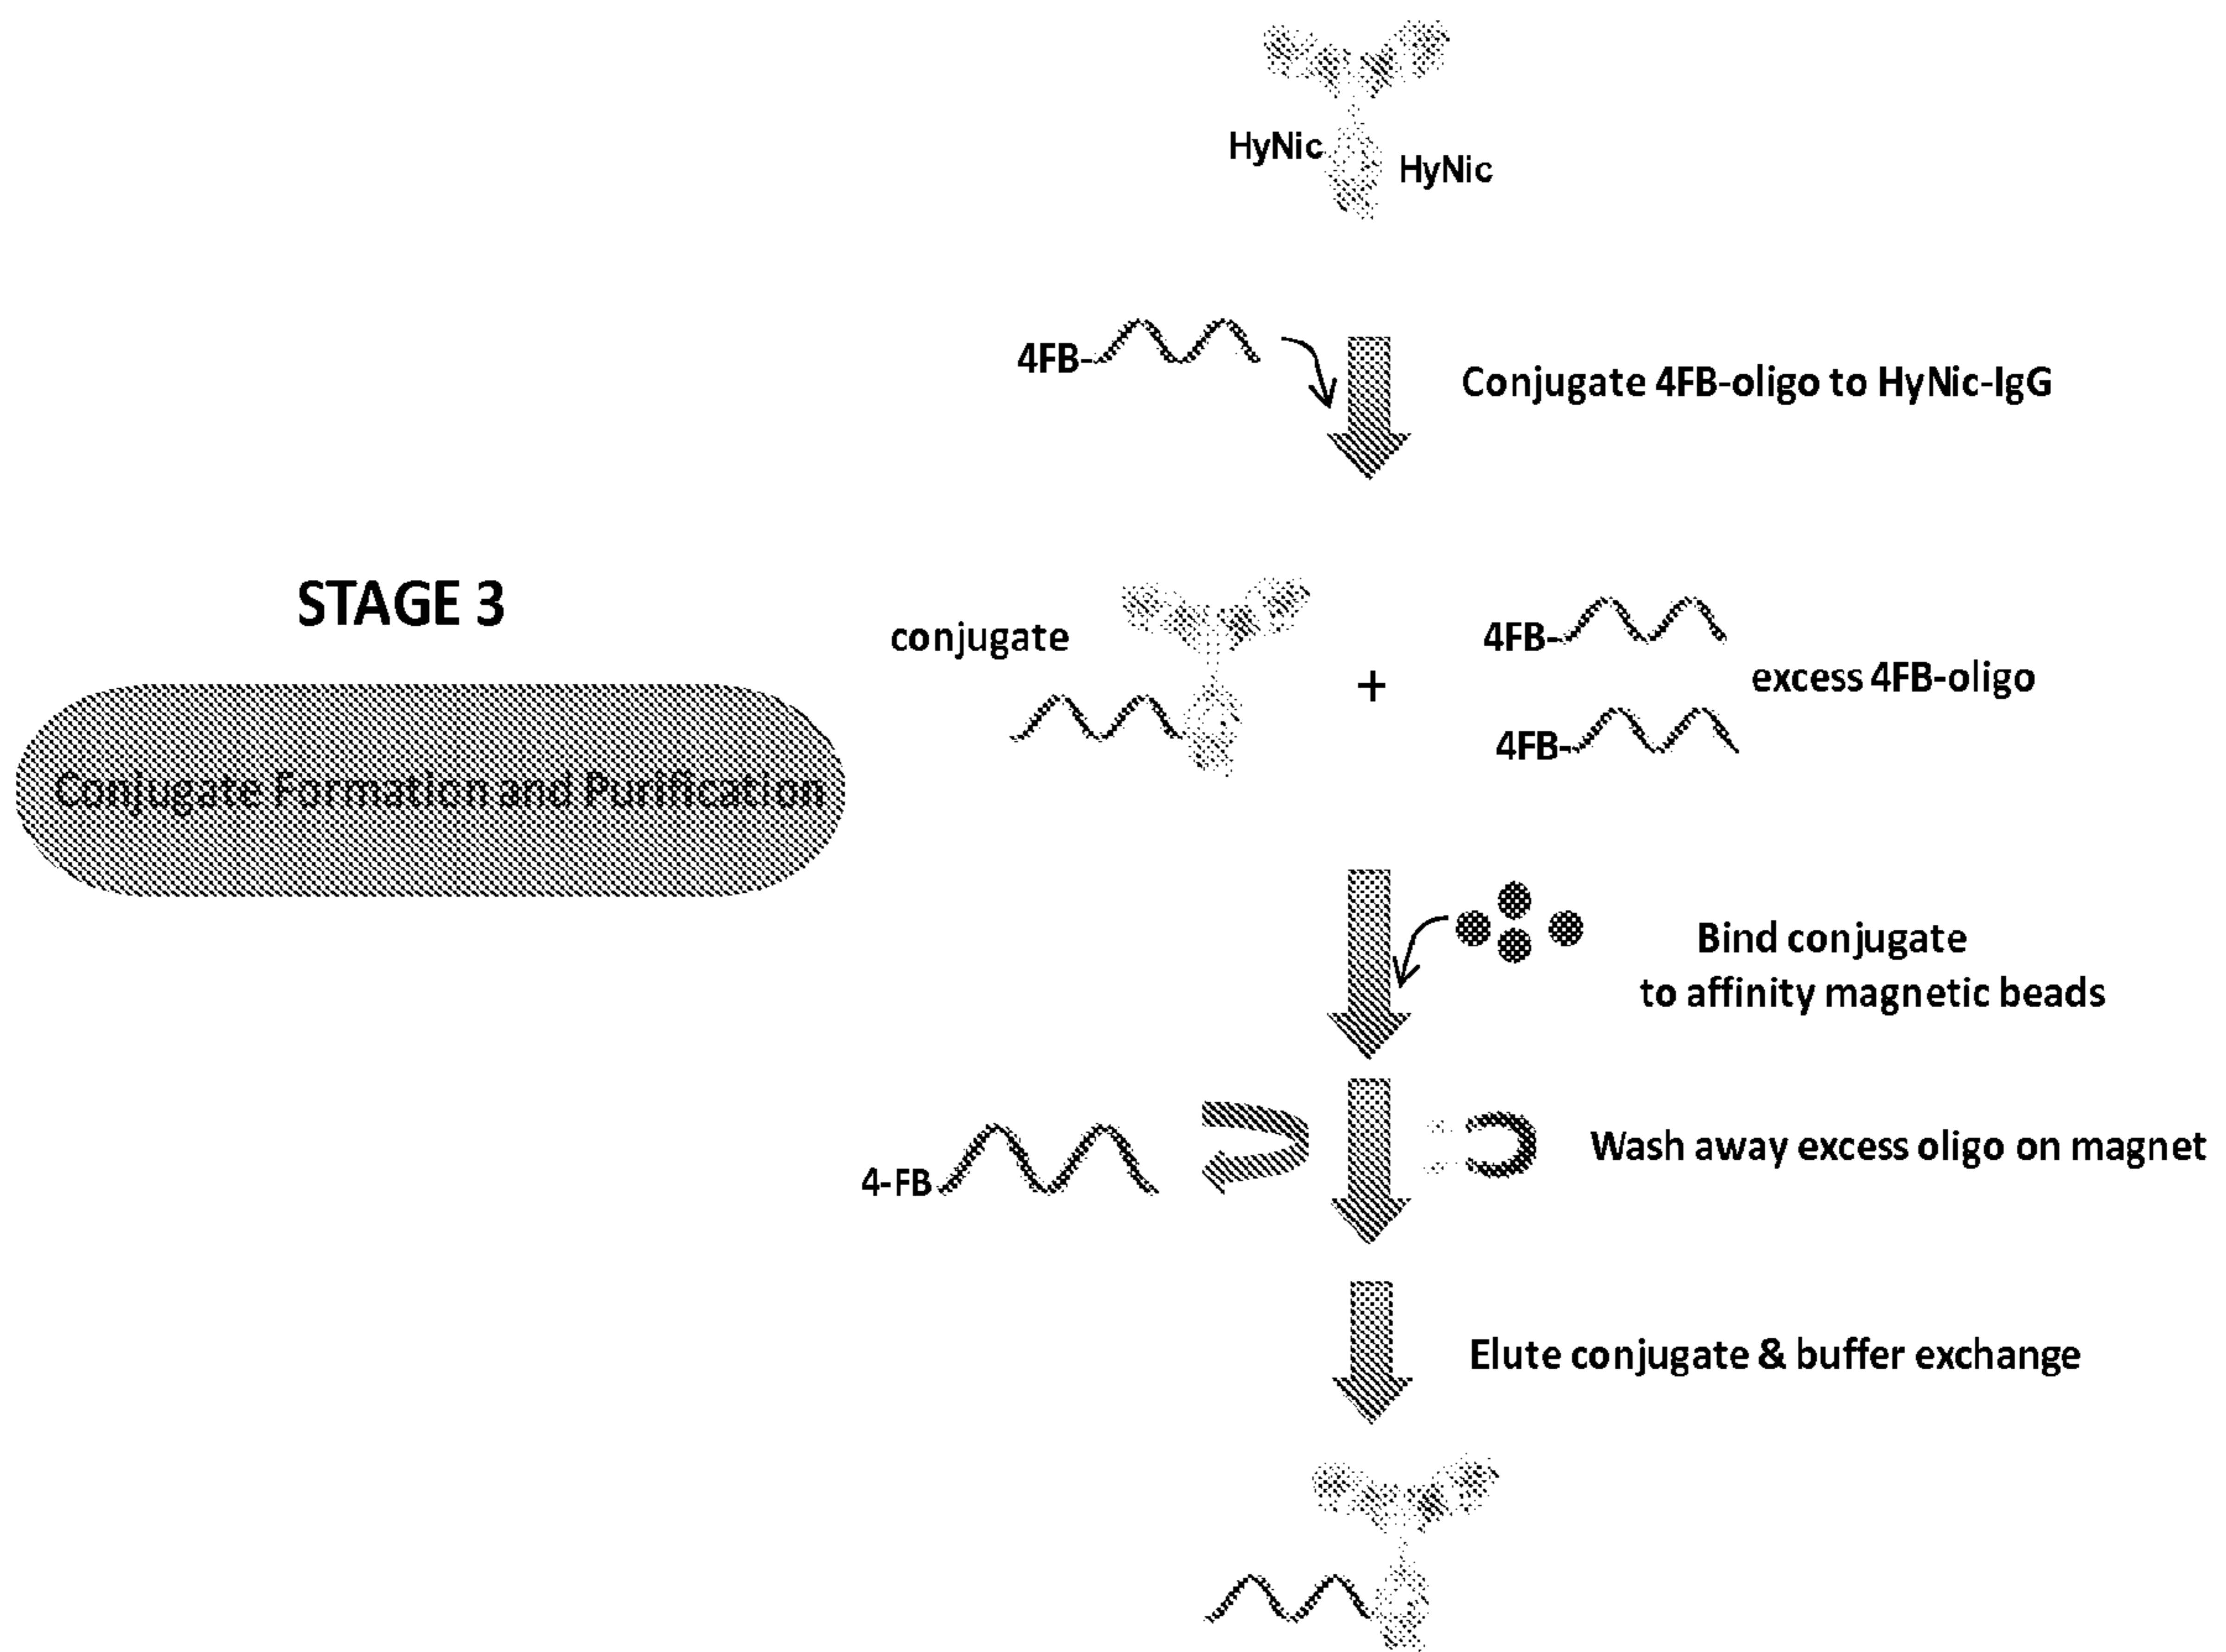 HyNic
HyNic
4FB-
Conjugate 4FB-oligo to HyNic-IgG
STAGE 3
Conjugate Formation and Purification
conjugate
+
4FB-
excess 4FB-oligo
4FB-
Bind conjugate
to affinity magnetic beads
4-FB
Wash away excess oligo on magnet
Elute conjugate & buffer exchange